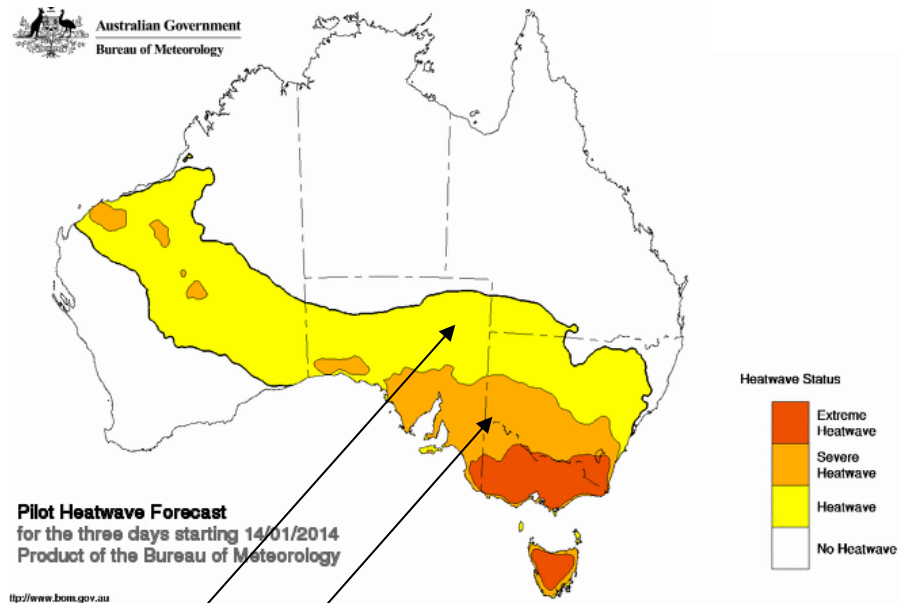 Australian Government
Bureau of Meteorology
Heatwave Status
Extreme
Heatwave
Severe
Heatwave
Heatwave
No Heatwave
Pilot Heatwave Forecast
for the three days starting 14/01/2014
Product of the Bureau of Meteorology
ttp://www.bom.gov.au